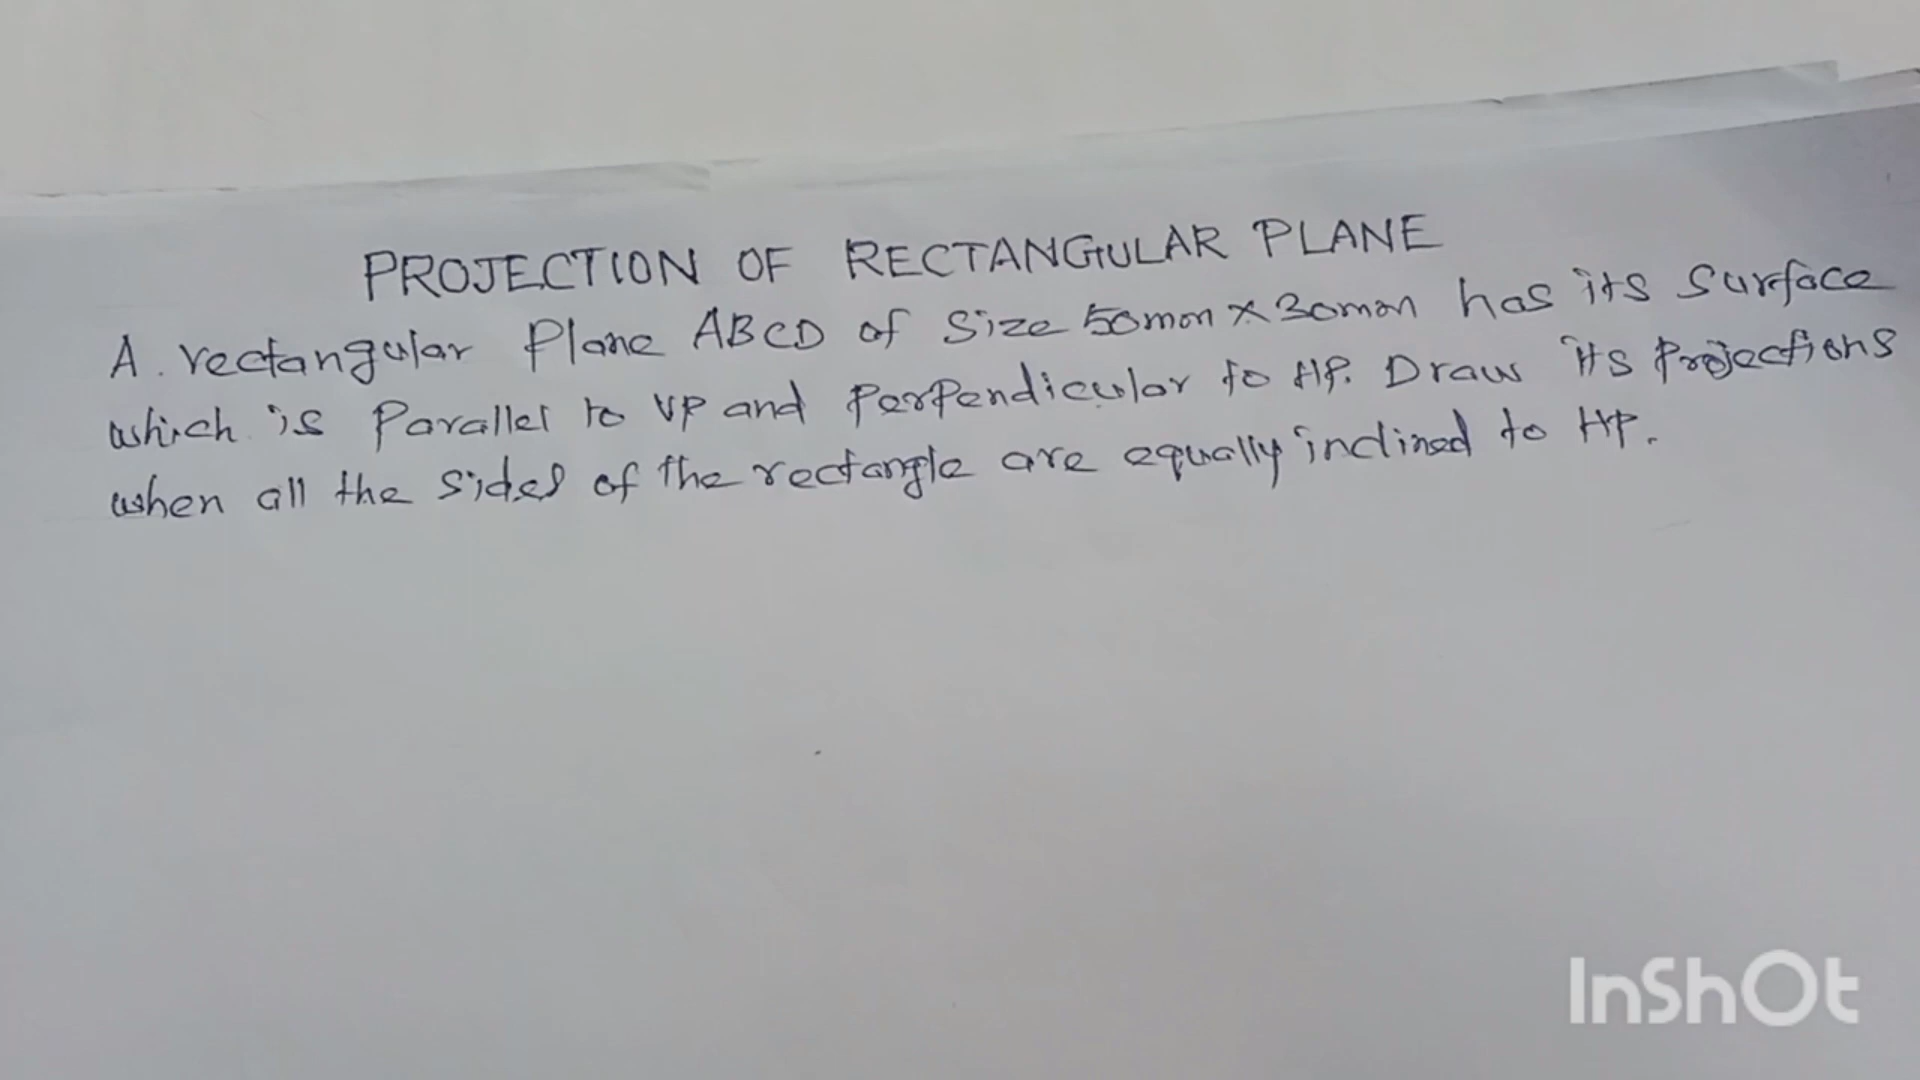 PROJECTION OF RECTANGULAR PLANE
A. rectangular Plane ABCD of Size 50mm x 30mm has its Surface
which is Parallel to VP and Perpendicular to HP. Draw its Projections
when all the sides of the rectangle are equally inclined to HP.
InShOt